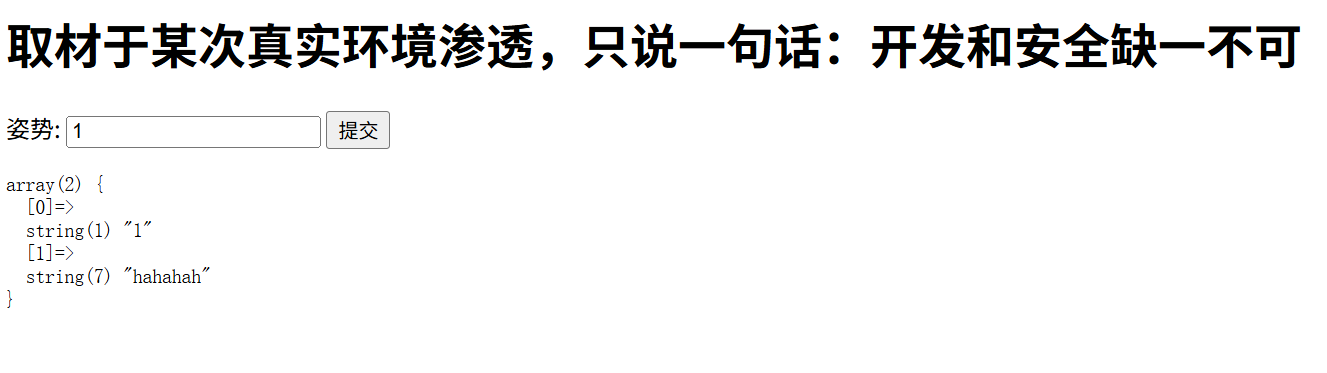 取材于某次真实环境渗透，只说一句话：开发和安全缺一不可
姿势: 1 提交
array(2) {
  [0]=>
  string(1) "1"
  [1]=>
  string(7) "hahahah"
}